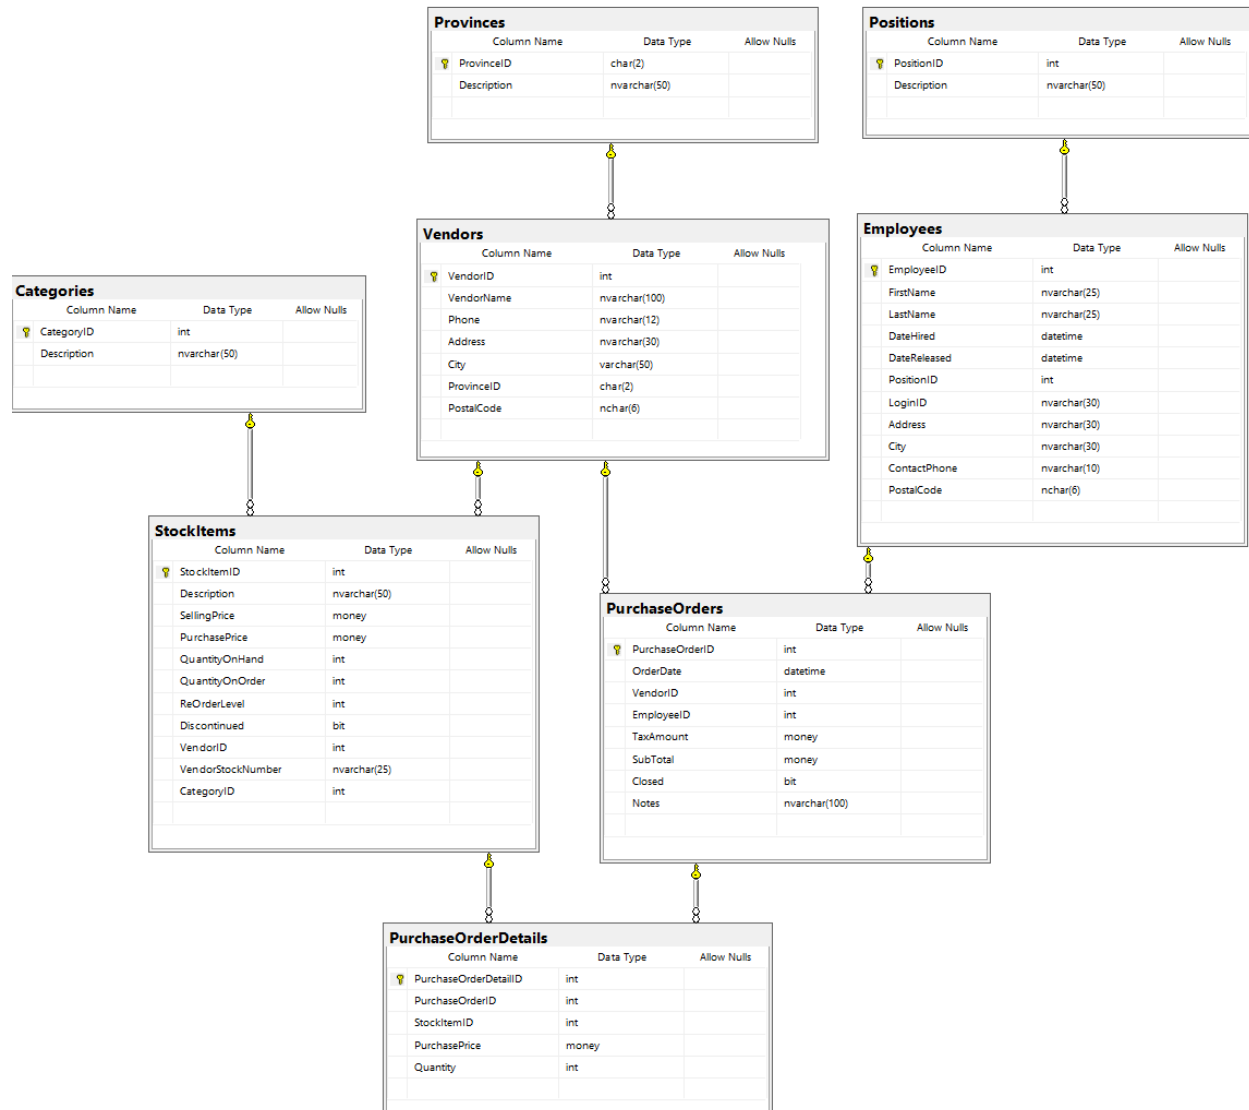 Provinces
Column Name Data Type Allow Nulls
ProvinceID char(2)
Description nvarchar(50)
Positions
Column Name Data Type Allow Nulls
PositionID int
Description nvarchar(50)
Vendors
Column Name Data Type Allow Nulls
VendorID int
VendorName nvarchar(100)
Phone nvarchar(12)
Address nvarchar(30)
City varchar(50)
ProvinceID char(2)
PostalCode nchar(6)
Employees
Column Name Data Type Allow Nulls
EmployeeID int
FirstName nvarchar(25)
LastName nvarchar(25)
DateHired datetime
DateReleased datetime
PositionID int
LoginID nvarchar(30)
Address nvarchar(30)
City nvarchar(30)
ContactPhone nvarchar(10)
PostalCode nchar(6)
Categories
Column Name Data Type Allow Nulls
CategoryID int
Description nvarchar(50)
StockItems
Column Name Data Type Allow Nulls
StockItemID int
Description nvarchar(50)
SellingPrice money
PurchasePrice money
QuantityOnHand int
QuantityOnOrder int
ReOrderLevel int
Discontinued bit
VendorID int
VendorStockNumber nvarchar(25)
CategoryID int
PurchaseOrders
Column Name Data Type Allow Nulls
PurchaseOrderID int
OrderDate datetime
VendorID int
EmployeeID int
TaxAmount money
SubTotal money
Closed bit
Notes nvarchar(100)
PurchaseOrderDetails
Column Name Data Type Allow Nulls
PurchaseOrderDetailID int
PurchaseOrderID int
StockItemID int
PurchasePrice money
Quantity int